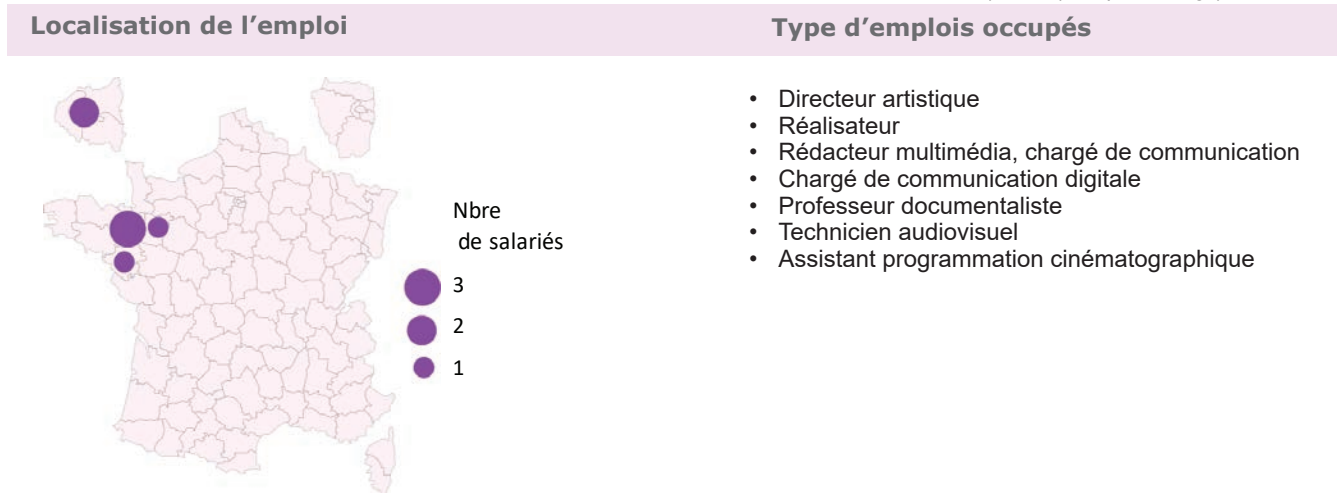 Localisation de l’emploi
Type d’emplois occupés
Nbre
de salariés
3
2
1
• Directeur artistique
• Réalisateur
• Rédacteur multimédia, chargé de communication
• Chargé de communication digitale
• Professeur documentaliste
• Technicien audiovisuel
• Assistant programmation cinématographique